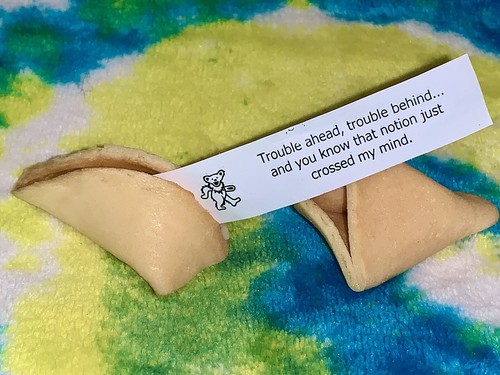 Trouble ahead, trouble behind...
and you know that notion just
crossed my mind.